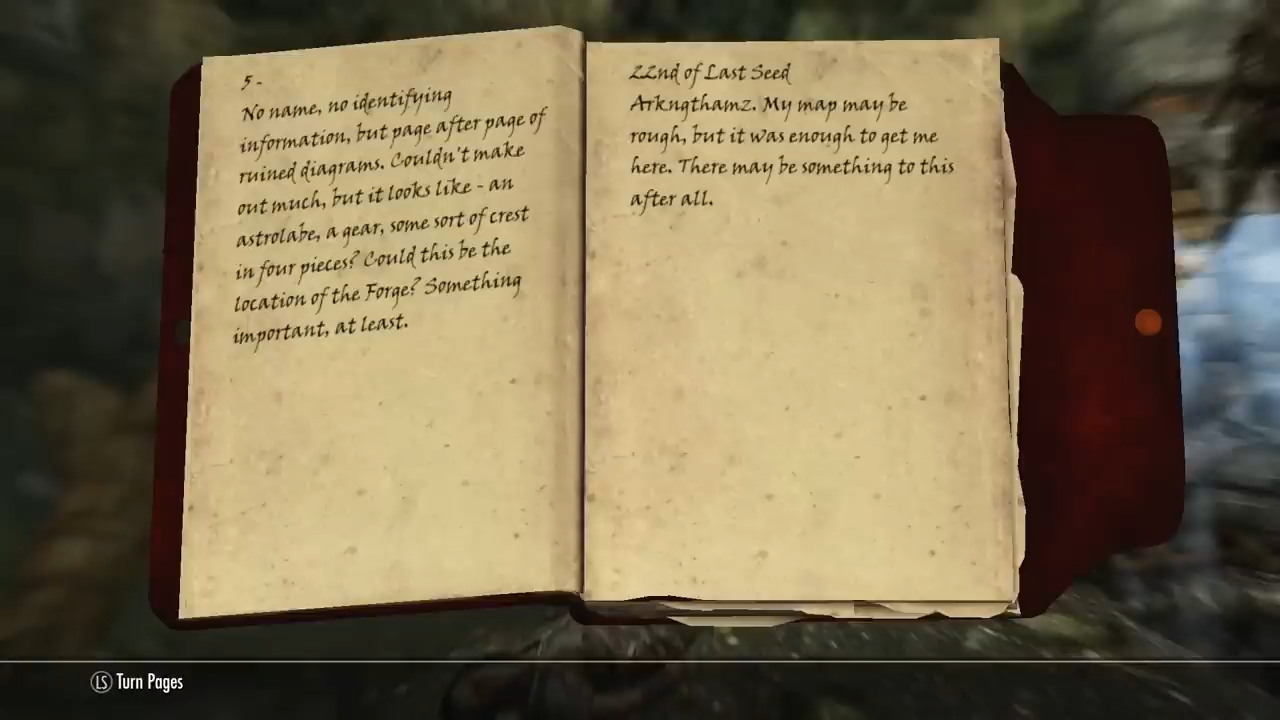 5 -
No name, no identifying
information, but page after page of
ruined diagrams. Couldn't make
out much, but it looks like - an
astrolabe, a gear, some sort of crest
in four pieces? Could this be the
location of the Forge? Something
important, at least.
22nd of Last Seed
Arkngthamz. My map may be
rough, but it was enough to get me
here. There may be something to this
after all.
LS Turn Pages